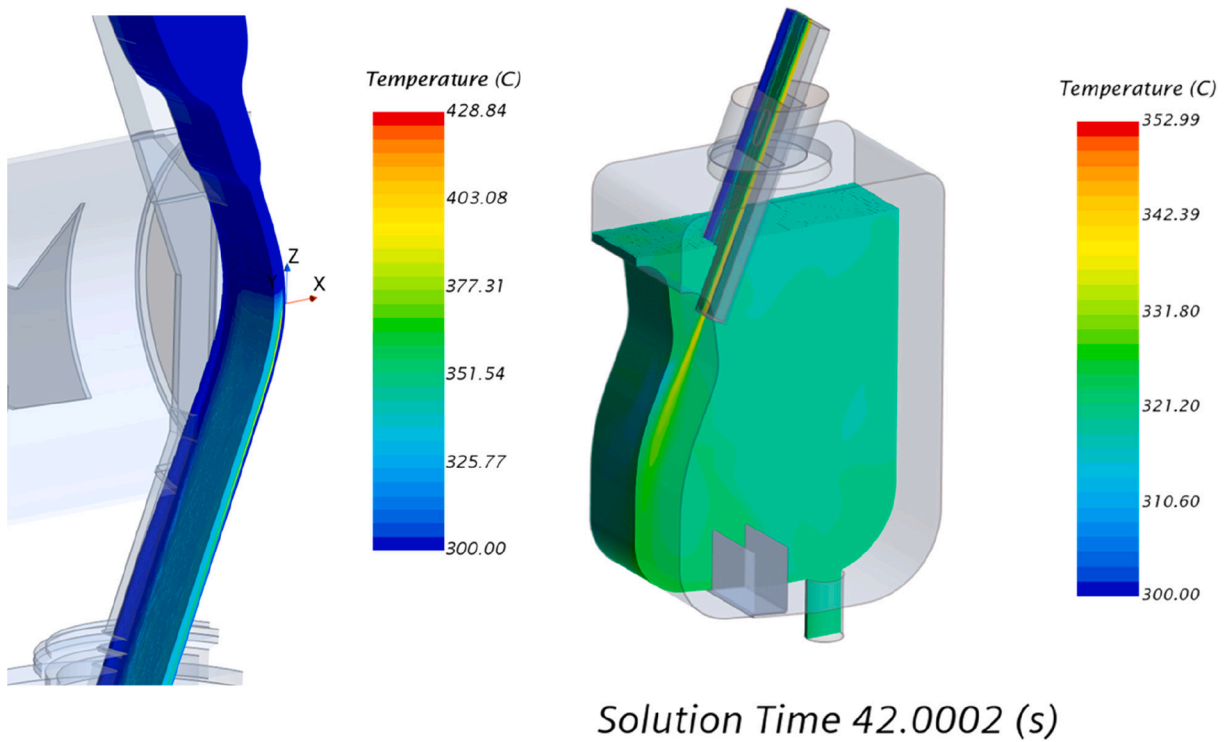 Temperature (C)
428.84
403.08
377.31
351.54
325.77
300.00
Z
Y
X
Temperature (C)
352.99
342.39
331.80
321.20
310.60
300.00
Solution Time 42.0002 (s)